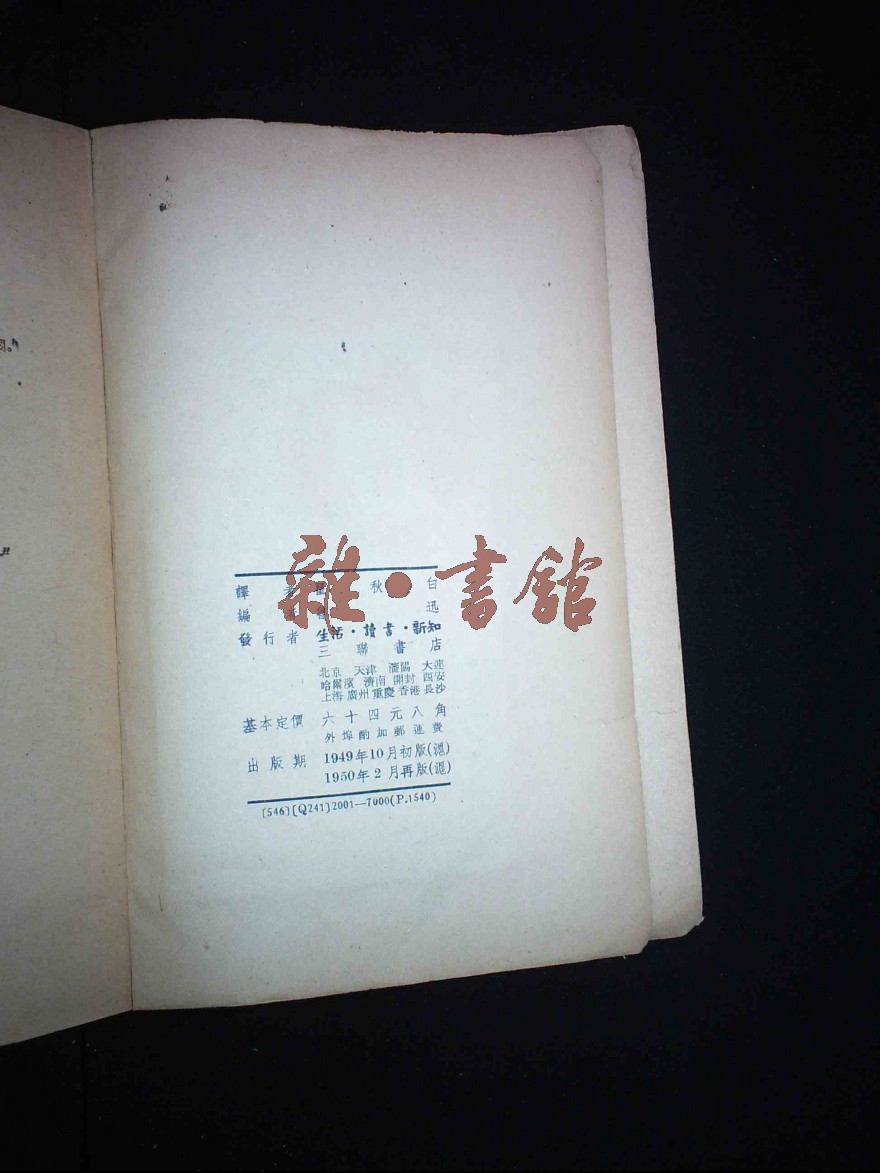 因。"
"
雜·書館
譯者 秋白
編者 迅
發行者 生活·讀書·新知
三聯書店
北京 天津 瀋陽 大連
哈爾濱 濟南 開封 西安
上海 廣州 重慶 香港 長沙
基本定價 六十四元八角
外埠酌加郵運費
出版期 1949年10月初版(滬)
1950年2月再版(滬)
[546][Q241]2001—7000(P.1540)